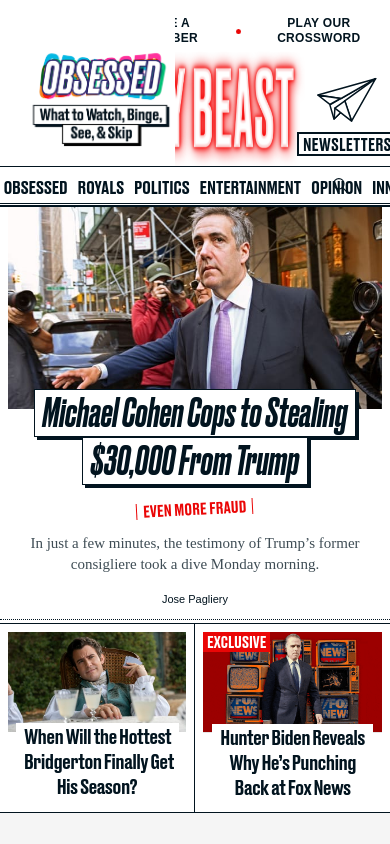 E A
BER
PLAY OUR
CROSSWORD
OBSESSED
What to Watch, Binge,
See, & Skip
Y BEAST
NEWSLETTERS
OBSESSED ROYALS POLITICS ENTERTAINMENT OPINION INN
Michael Cohen Cops to Stealing
$30,000 From Trump
EVEN MORE FRAUD
In just a few minutes, the testimony of Trump’s former
consigliere took a dive Monday morning.
Jose Pagliery
When Will the Hottest
Bridgerton Finally Get
His Season?
EXCLUSIVE
NEWS
NEWS
Hunter Biden Reveals
Why He’s Punching
Back at Fox News